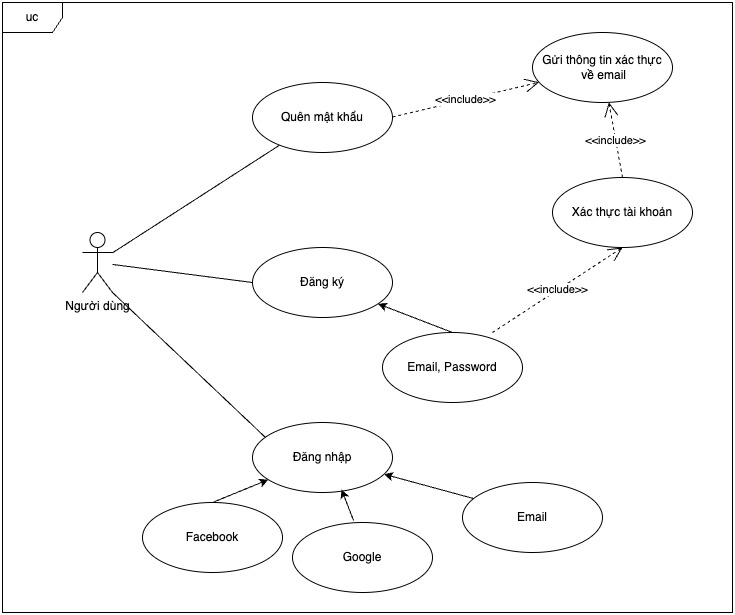 uc
Gửi thông tin xác thực
về email
Quên mật khẩu
<<include>>
<<include>>
Xác thực tài khoản
Người dùng
Đăng ký
<<include>>
Email, Password
Đăng nhập
Facebook
Google
Email